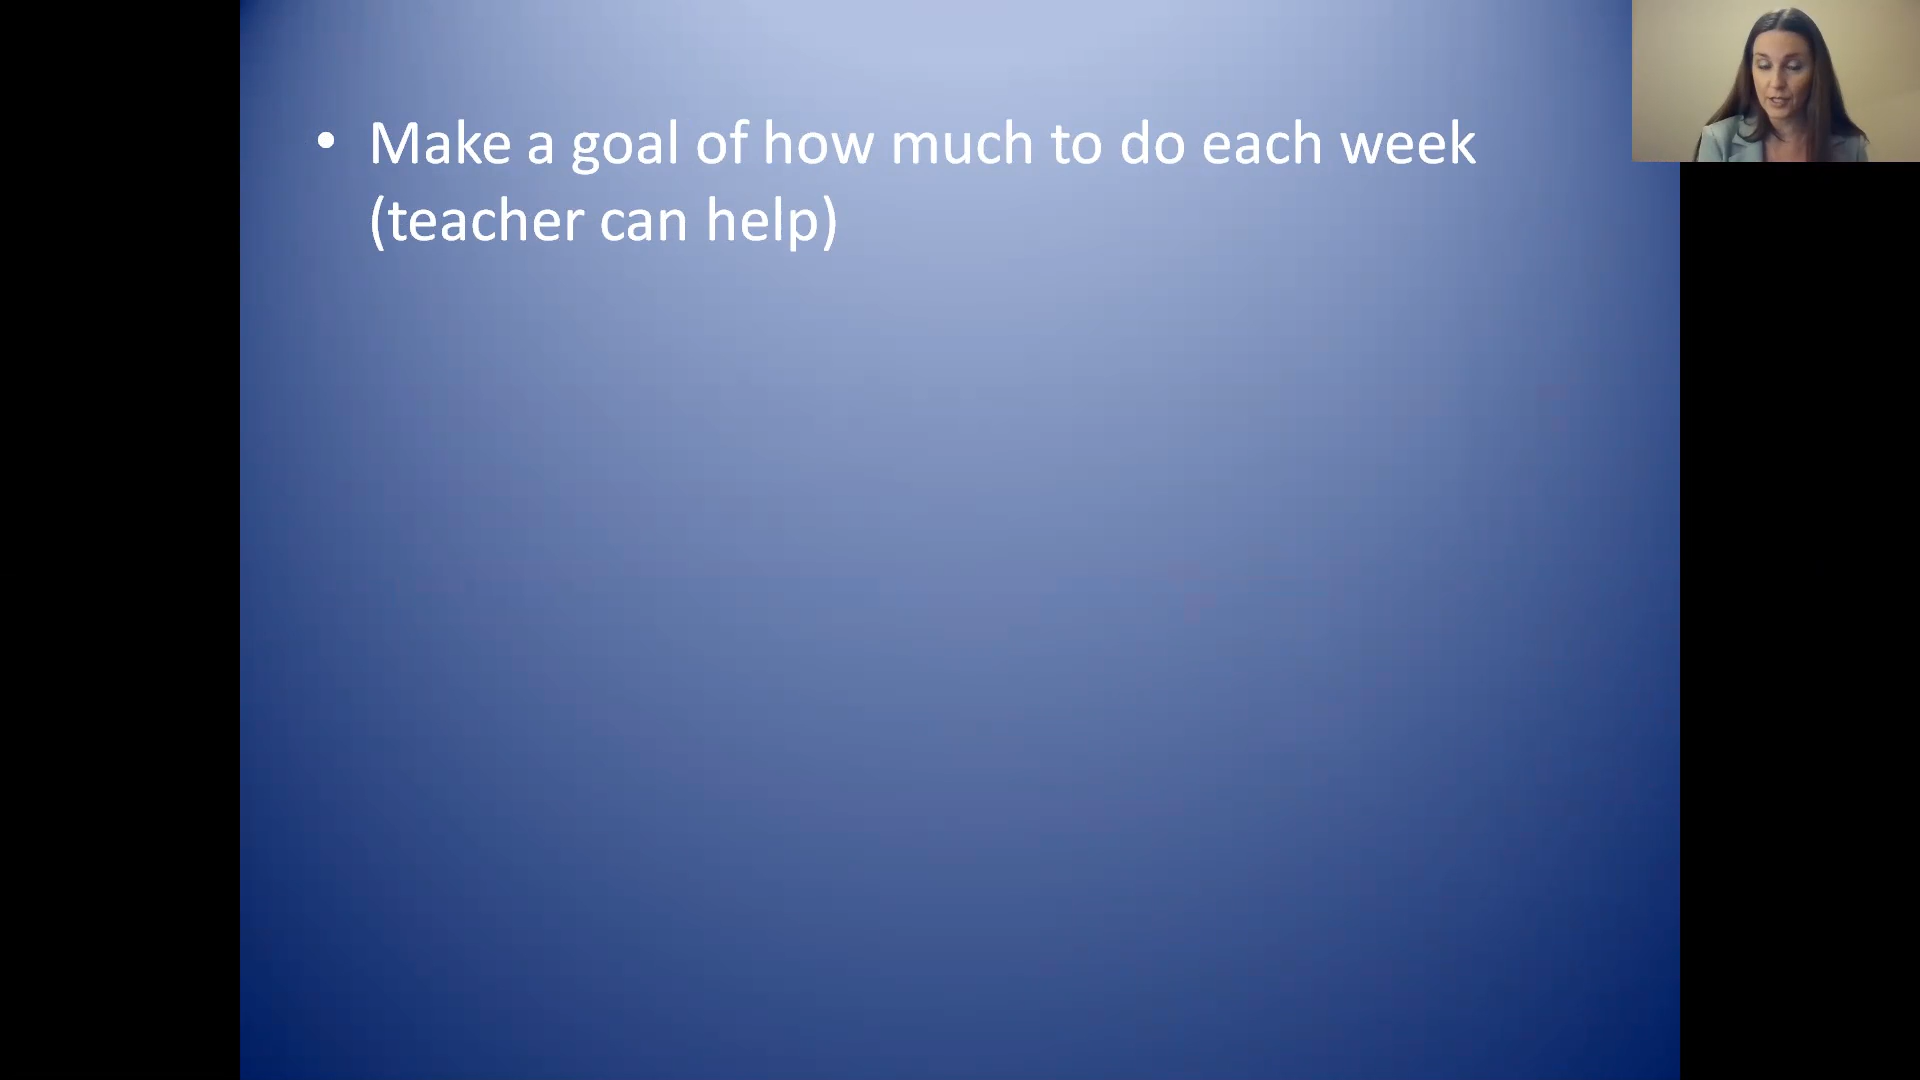 • Make a goal of how much to do each week
(teacher can help)